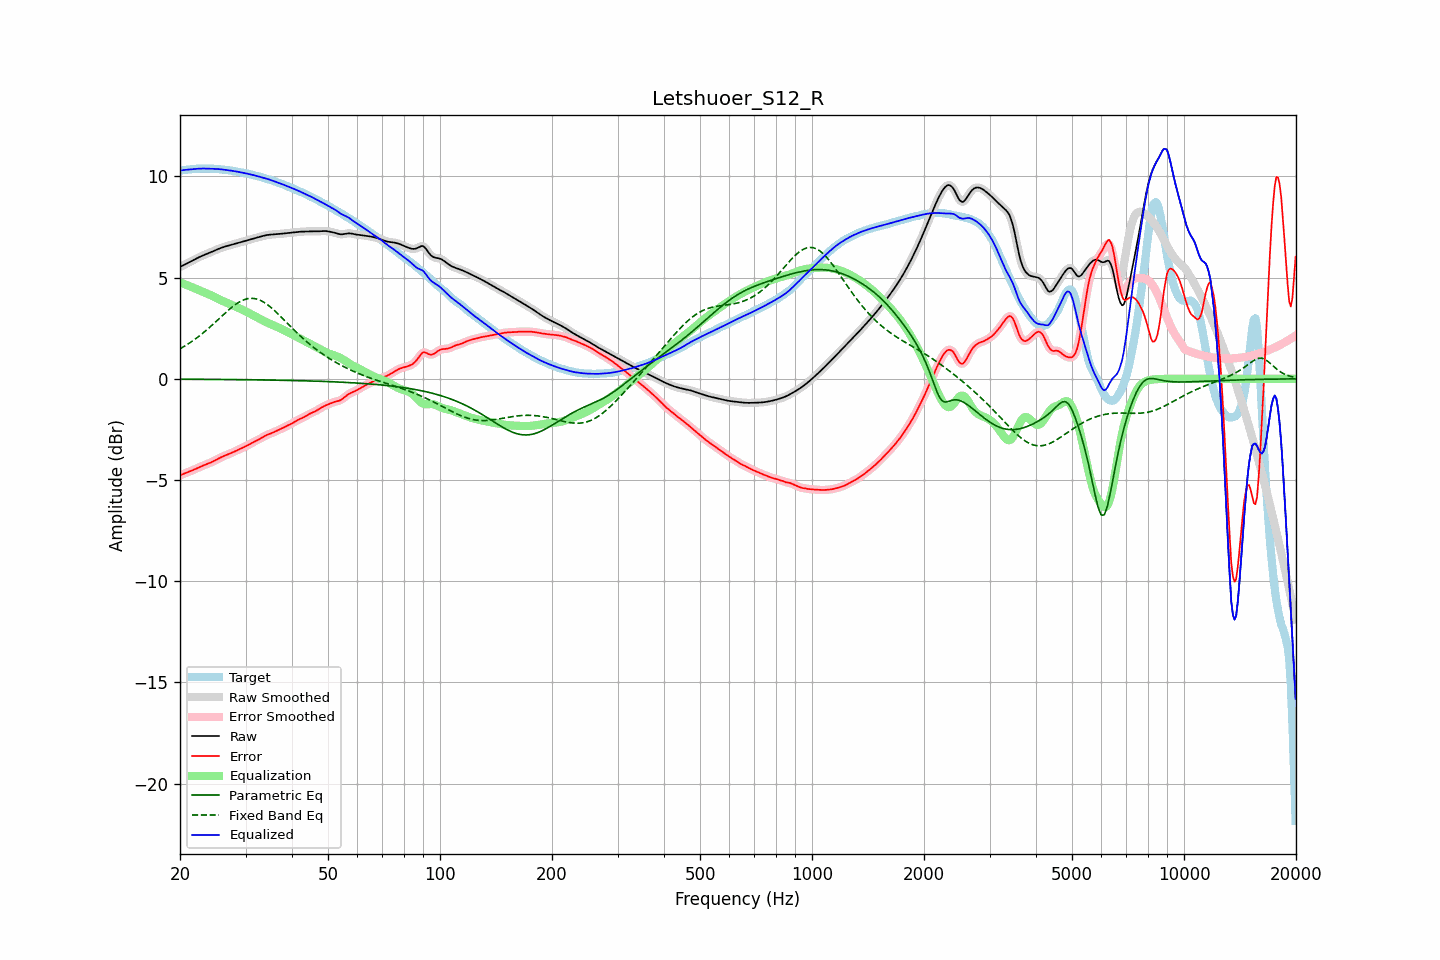 Letshuoer_S12_R
10
5
0
−5
−10
−15
−20
Amplitude (dBr)
Target
Raw Smoothed
Error Smoothed
Raw
Error
Equalization
Parametric Eq
Fixed Band Eq
Equalized
20 50 100 200 500 1000 2000 5000 10000 20000
Frequency (Hz)